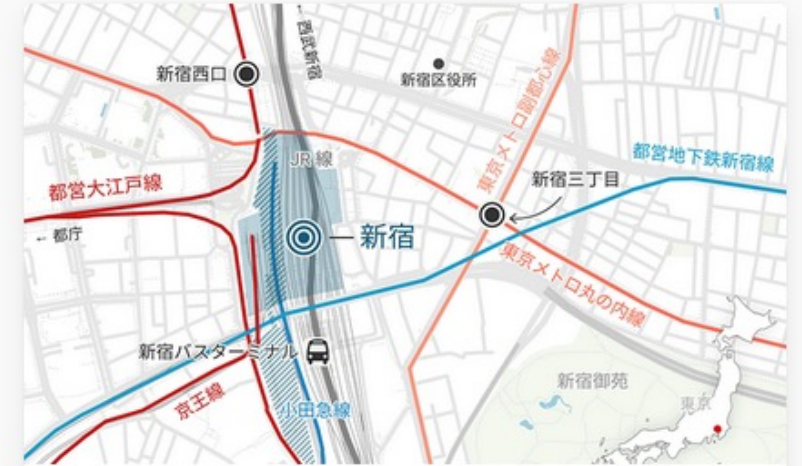 ← 西武新宿
新宿西口
新宿区役所
東京メトロ副都心線
JR 線
都営地下鉄新宿線
都営大江戸線
新宿三丁目
← 都庁
新宿
東京メトロ丸の内線
新宿バスターミナル
新宿御苑
京王線
小田急線
東京